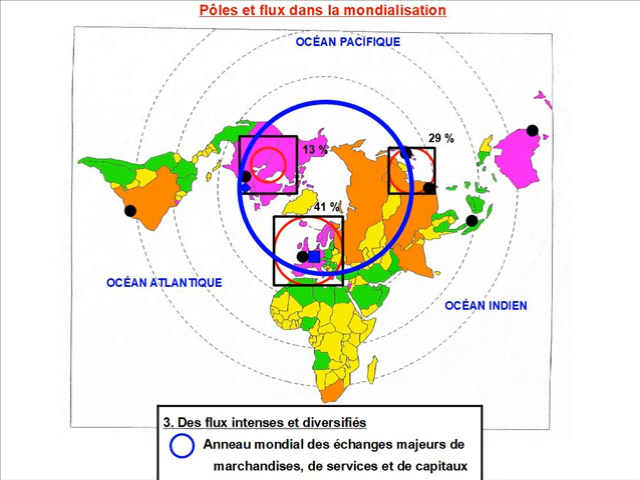 Pôles et flux dans la mondialisation
OCÉAN PACIFIQUE
29 %
13 %
41 %
OCÉAN ATLANTIQUE
OCÉAN INDIEN
3. Des flux intenses et diversifiés
Anneau mondial des échanges majeurs de
marchandises, de services et de capitaux